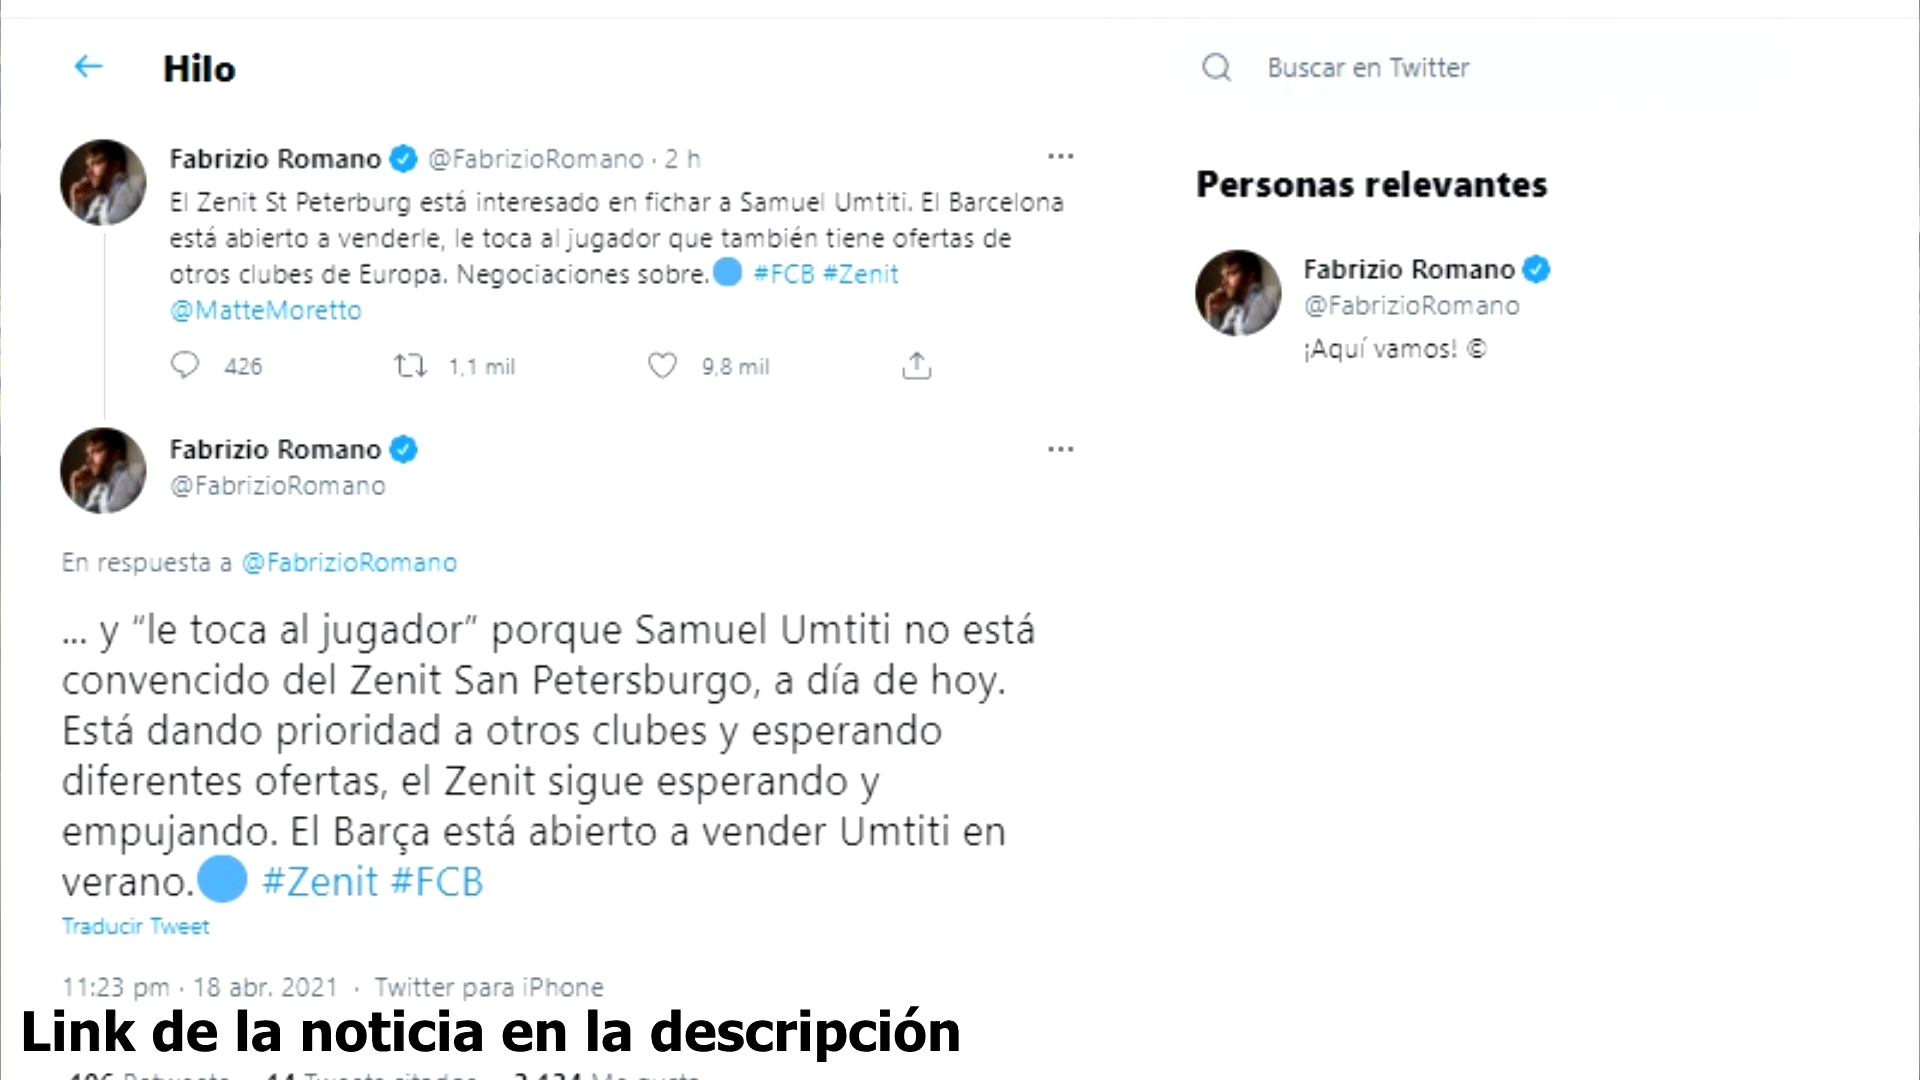 Hilo
Buscar en Twitter
Fabrizio Romano @FabrizioRomano · 2 h
El Zenit St Peterburg está interesado en fichar a Samuel Umtiti. El Barcelona
está abierto a venderle, le toca al jugador que también tiene ofertas de
otros clubes de Europa. Negociaciones sobre. #FCB #Zenit
@MatteMoretto
426 1,1 mil 9,8 mil
Personas relevantes
Fabrizio Romano
@FabrizioRomano
¡Aquí vamos! ©
Fabrizio Romano
@FabrizioRomano
En respuesta a @FabrizioRomano
... y “le toca al jugador” porque Samuel Umtiti no está
convencido del Zenit San Petersburgo, a día de hoy.
Está dando prioridad a otros clubes y esperando
diferentes ofertas, el Zenit sigue esperando y
empujando. El Barça está abierto a vender Umtiti en
verano. #Zenit #FCB
Traducir Tweet
11:23 pm · 18 abr. 2021 · Twitter para iPhone
Link de la noticia en la descripción
Retweets Tweets citados Me gusta